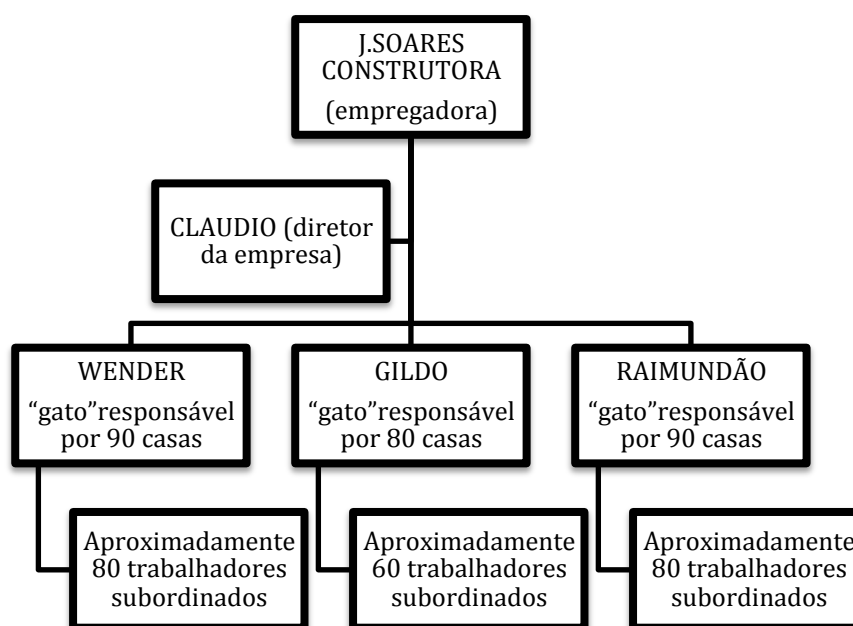 J.SOARES
CONSTRUTORA
(empregadora)
CLAUDIO (diretor
da empresa)
WENDER
“gato”responsável
por 90 casas
GILDO
“gato”responsável
por 80 casas
RAIMUNDÃO
“gato”responsável
por 90 casas
Aproximadamente
80 trabalhadores
subordinados
Aproximadamente
60 trabalhadores
subordinados
Aproximadamente
80 trabalhadores
subordinados